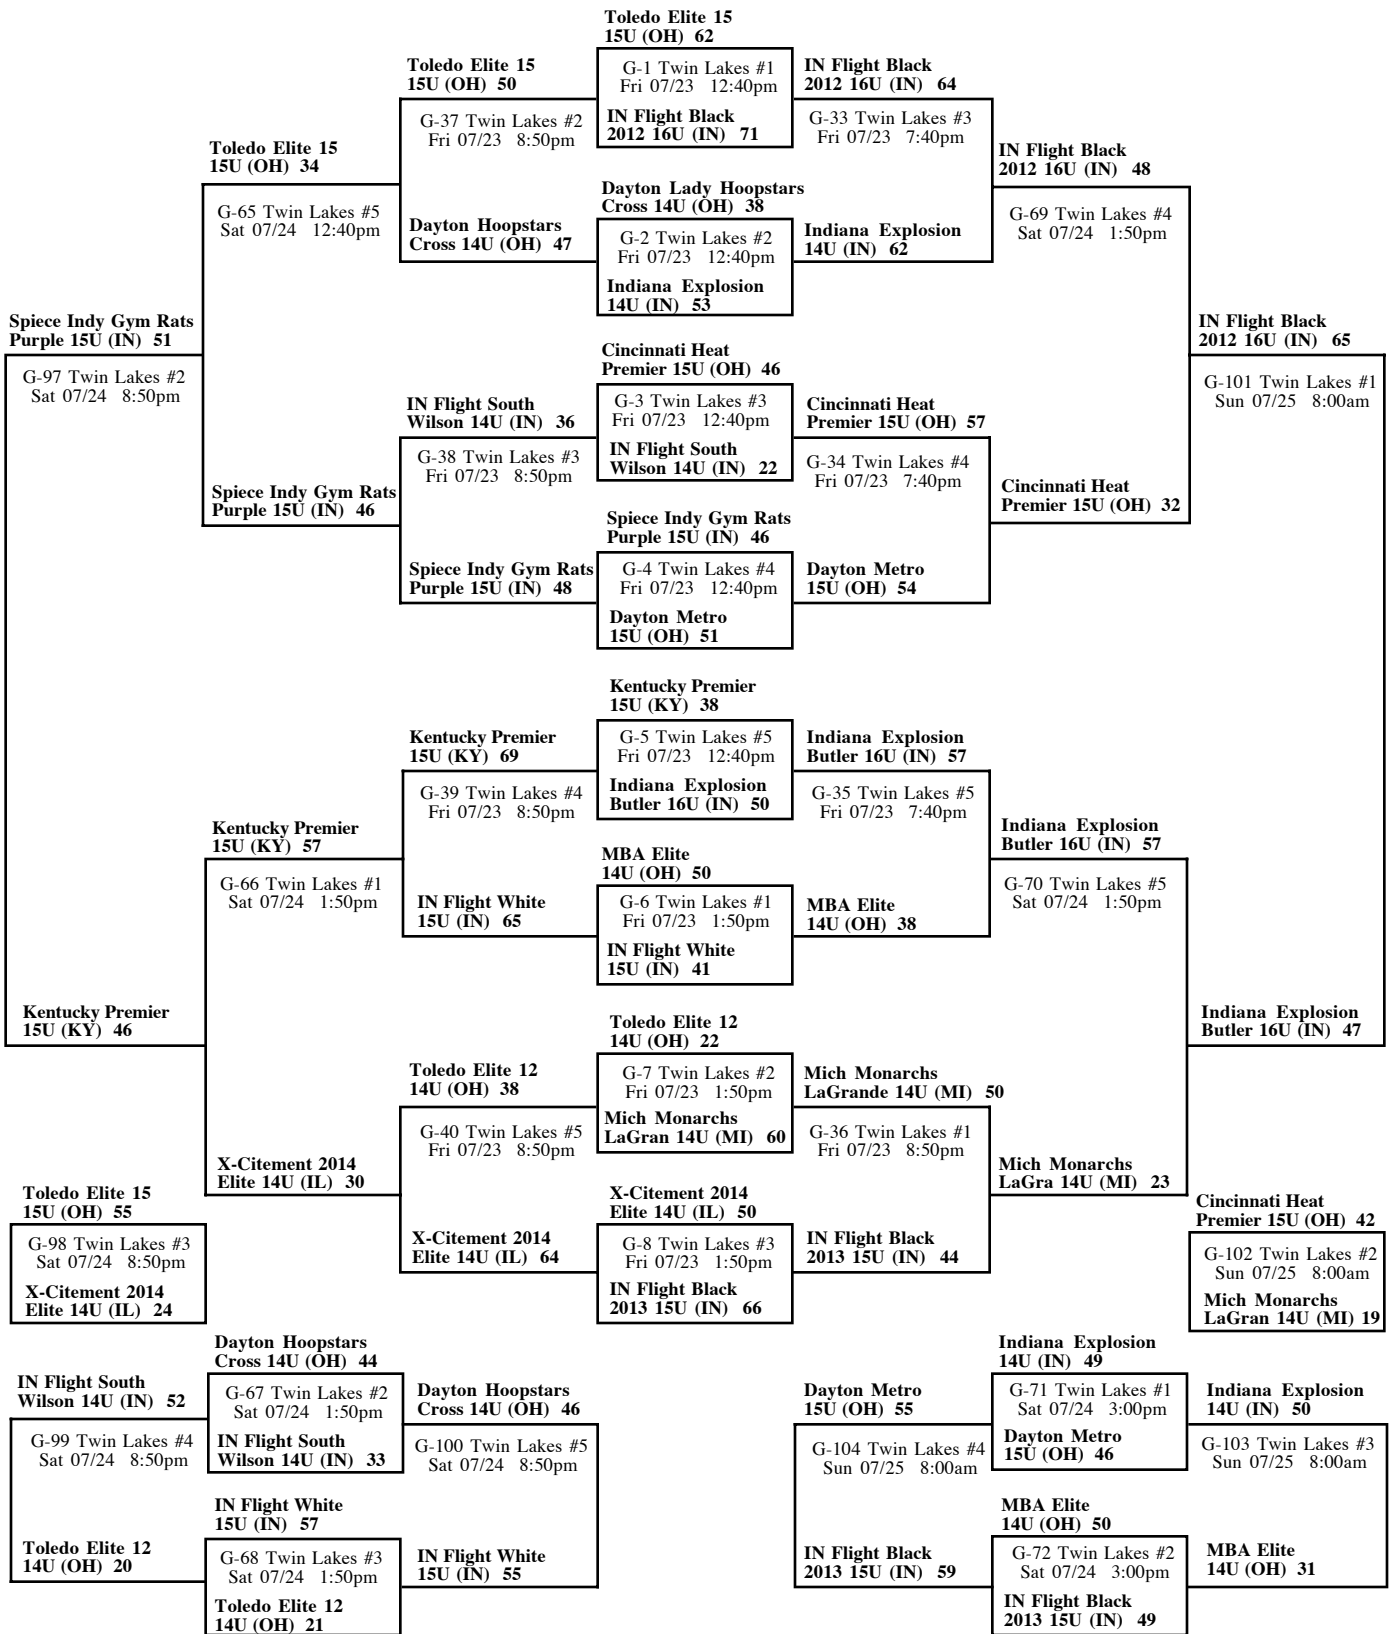 Toledo Elite 15
15U (OH) 62
G-1 Twin Lakes #1
Fri 07/23 12:40pm
IN Flight Black
2012 16U (IN) 71
Toledo Elite 15
15U (OH) 50
G-37 Twin Lakes #2
Fri 07/23 8:50pm
Dayton Hoopstars
Cross 14U (OH) 47
IN Flight Black
2012 16U (IN) 64
G-33 Twin Lakes #3
Fri 07/23 7:40pm
Indiana Explosion
14U (IN) 62
Dayton Lady Hoopstars
Cross 14U (OH) 38
G-2 Twin Lakes #2
Fri 07/23 12:40pm
Indiana Explosion
14U (IN) 53
Toledo Elite 15
15U (OH) 34
G-65 Twin Lakes #5
Sat 07/24 12:40pm
Spiece Indy Gym Rats
Purple 15U (IN) 46
IN Flight Black
2012 16U (IN) 48
G-69 Twin Lakes #4
Sat 07/24 1:50pm
Cincinnati Heat
Premier 15U (OH) 32
Spiece Indy Gym Rats
Purple 15U (IN) 51
G-97 Twin Lakes #2
Sat 07/24 8:50pm
Kentucky Premier
15U (KY) 46
IN Flight Black
2012 16U (IN) 65
G-101 Twin Lakes #1
Sun 07/25 8:00am
Indiana Explosion
Butler 16U (IN) 47
Cincinnati Heat
Premier 15U (OH) 46
G-3 Twin Lakes #3
Fri 07/23 12:40pm
IN Flight South
Wilson 14U (IN) 22
IN Flight South
Wilson 14U (IN) 36
G-38 Twin Lakes #3
Fri 07/23 8:50pm
Spiece Indy Gym Rats
Purple 15U (IN) 48
Cincinnati Heat
Premier 15U (OH) 57
G-34 Twin Lakes #4
Fri 07/23 7:40pm
Dayton Metro
15U (OH) 54
Spiece Indy Gym Rats
Purple 15U (IN) 46
G-4 Twin Lakes #4
Fri 07/23 12:40pm
Dayton Metro
15U (OH) 51
Kentucky Premier
15U (KY) 38
G-5 Twin Lakes #5
Fri 07/23 12:40pm
Indiana Explosion
Butler 16U (IN) 50
Kentucky Premier
15U (KY) 69
G-39 Twin Lakes #4
Fri 07/23 8:50pm
IN Flight White
15U (IN) 65
Indiana Explosion
Butler 16U (IN) 57
G-35 Twin Lakes #5
Fri 07/23 7:40pm
MBA Elite
14U (OH) 38
Kentucky Premier
15U (KY) 57
G-66 Twin Lakes #1
Sat 07/24 1:50pm
X-Citement 2014
Elite 14U (IL) 30
MBA Elite
14U (OH) 50
G-6 Twin Lakes #1
Fri 07/23 1:50pm
IN Flight White
15U (IN) 41
Indiana Explosion
Butler 16U (IN) 57
G-70 Twin Lakes #5
Sat 07/24 1:50pm
Mich Monarchs
LaGra 14U (MI) 23
Toledo Elite 12
14U (OH) 22
G-7 Twin Lakes #2
Fri 07/23 1:50pm
Mich Monarchs
LaGran 14U (MI) 60
Toledo Elite 12
14U (OH) 38
G-40 Twin Lakes #5
Fri 07/23 8:50pm
X-Citement 2014
Elite 14U (IL) 64
Mich Monarchs
LaGrande 14U (MI) 50
G-36 Twin Lakes #1
Fri 07/23 8:50pm
IN Flight Black
2013 15U (IN) 44
X-Citement 2014
Elite 14U (IL) 50
G-8 Twin Lakes #3
Fri 07/23 1:50pm
IN Flight Black
2013 15U (IN) 66
Toledo Elite 15
15U (OH) 55
G-98 Twin Lakes #3
Sat 07/24 8:50pm
X-Citement 2014
Elite 14U (IL) 24
Cincinnati Heat
Premier 15U (OH) 42
G-102 Twin Lakes #2
Sun 07/25 8:00am
Mich Monarchs
LaGran 14U (MI) 19
IN Flight South
Wilson 14U (IN) 52
G-99 Twin Lakes #4
Sat 07/24 8:50pm
Toledo Elite 12
14U (OH) 20
Dayton Hoopstars
Cross 14U (OH) 44
G-67 Twin Lakes #2
Sat 07/24 1:50pm
IN Flight South
Wilson 14U (IN) 33
IN Flight White
15U (IN) 57
G-68 Twin Lakes #3
Sat 07/24 1:50pm
Toledo Elite 12
14U (OH) 21
Dayton Hoopstars
Cross 14U (OH) 46
G-100 Twin Lakes #5
Sat 07/24 8:50pm
IN Flight White
15U (IN) 55
Dayton Metro
15U (OH) 55
G-104 Twin Lakes #4
Sun 07/25 8:00am
IN Flight Black
2013 15U (IN) 59
Indiana Explosion
14U (IN) 49
G-71 Twin Lakes #1
Sat 07/24 3:00pm
Dayton Metro
15U (OH) 46
MBA Elite
14U (OH) 50
G-72 Twin Lakes #2
Sat 07/24 3:00pm
IN Flight Black
2013 15U (IN) 49
Indiana Explosion
14U (IN) 50
G-103 Twin Lakes #3
Sun 07/25 8:00am
MBA Elite
14U (OH) 31